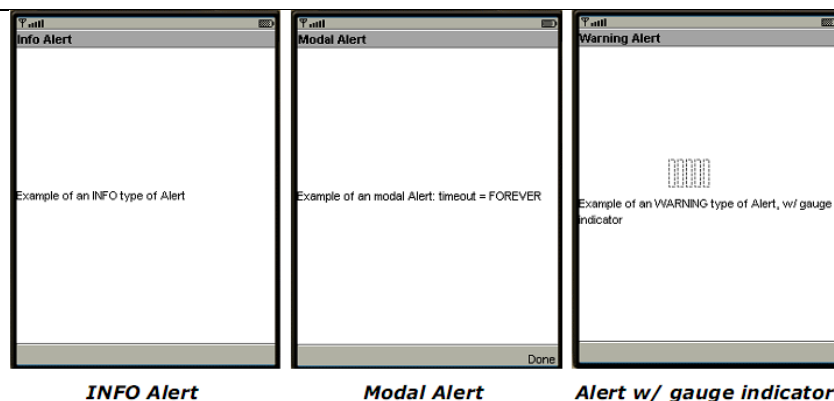 Info Alert
Example of an INFO type of Alert
INFO Alert
Modal Alert
Example of an modal Alert: timeout = FOREVER
Done
Modal Alert
Warning Alert
Example of an WARNING type of Alert, w/ gauge
indicator
Alert w/ gauge indicator